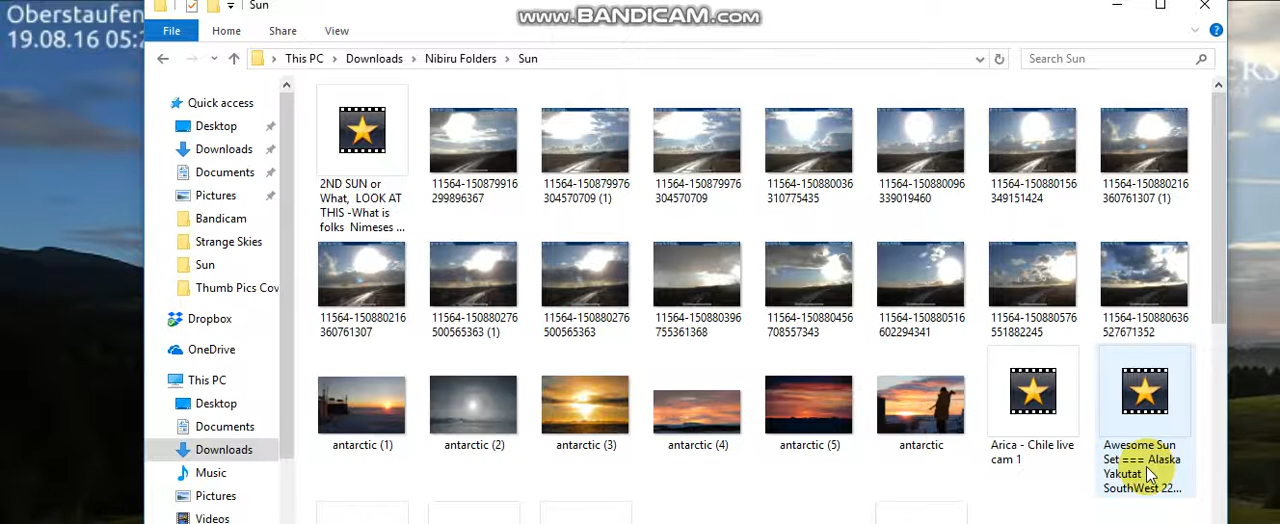 Oberstaufen
19.08.16 05:2
Sun
www.BANDICAM.com
File
Home
Share
View
This PC
Downloads
Nibiru Folders
Sun
Search Sun
Quick access
Desktop
Downloads
Documents
Pictures
Bandicam
Strange Skies
Sun
Thumb Pics Cov
Dropbox
OneDrive
This PC
Desktop
Documents
Downloads
Music
Pictures
Videos
2ND SUN or
What, LOOK AT
THIS -What is
folks Nimeses ...
11564-150879916
299896367
11564-150879976
304570709 (1)
11564-150879976
304570709
11564-150880036
310775435
11564-150880096
339019460
11564-150880156
349151424
11564-150880216
360761307 (1)
11564-150880216
360761307
11564-150880276
500565363 (1)
11564-150880276
500565363
11564-150880396
755361368
11564-150880456
708557343
11564-150880516
602294341
11564-150880576
551882245
11564-150880636
527671352
antarctic (1)
antarctic (2)
antarctic (3)
antarctic (4)
antarctic (5)
antarctic
Arica - Chile live
cam 1
Awesome Sun
Set === Alaska
Yakutat
SouthWest 22...